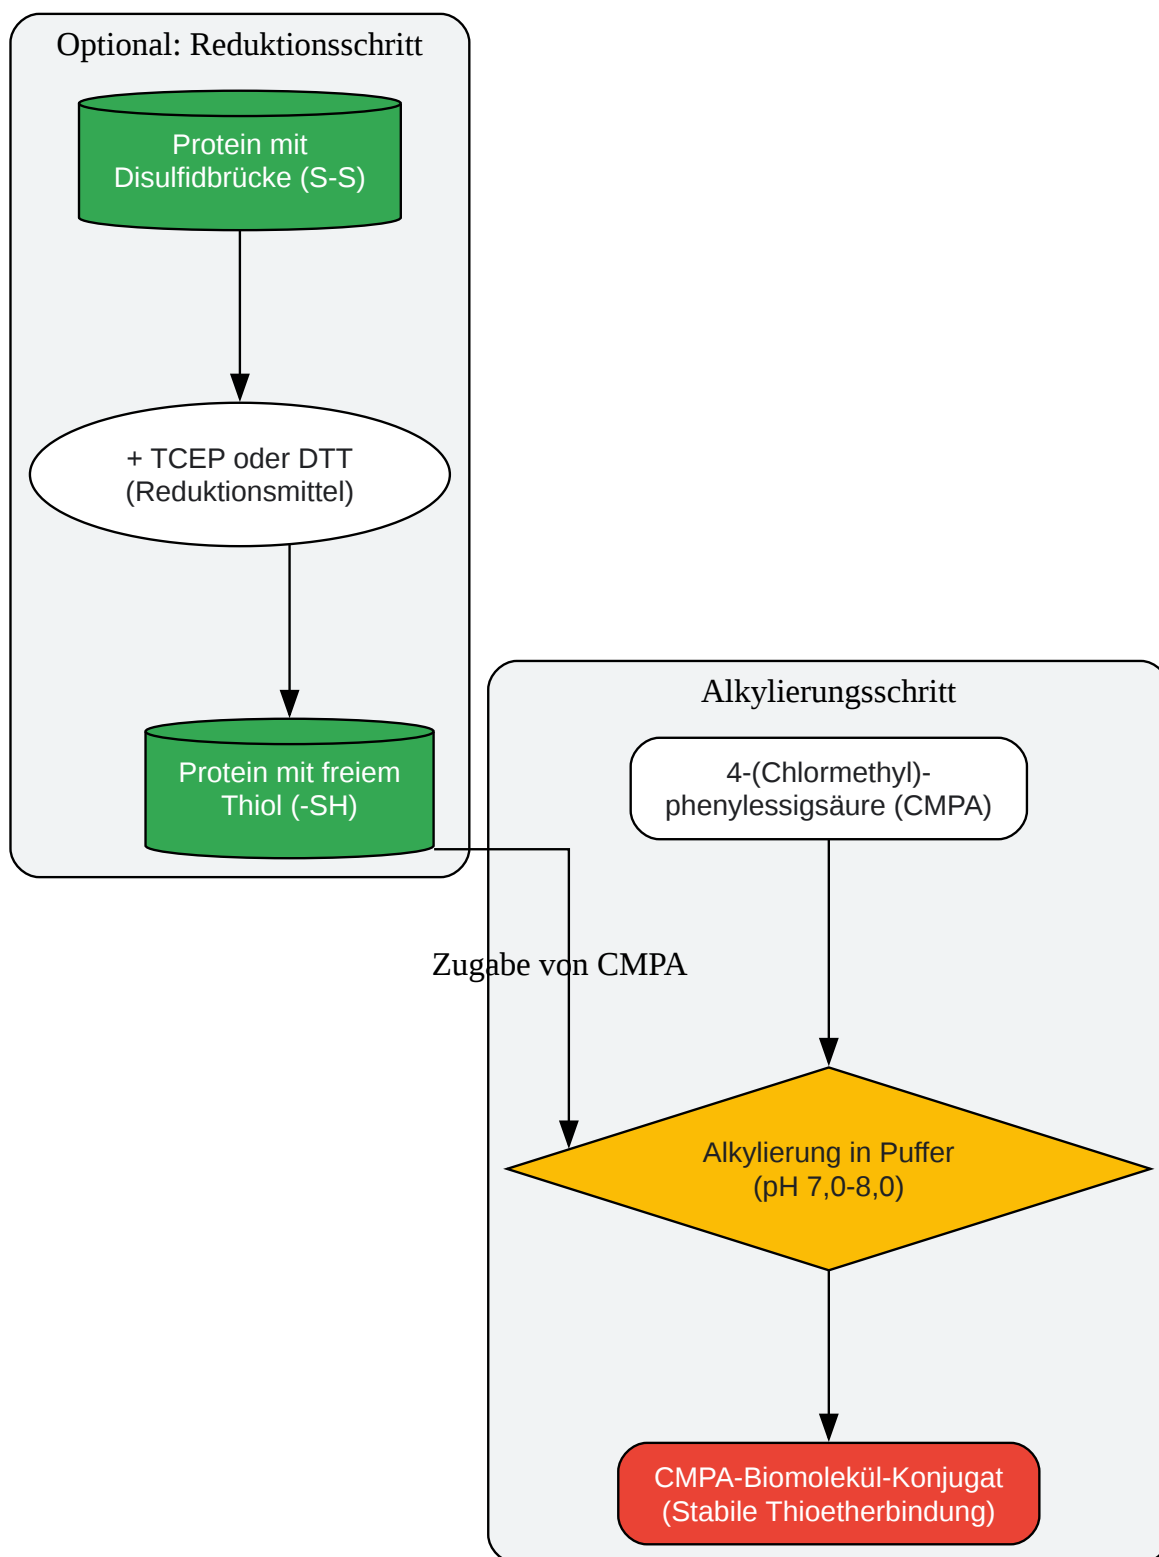 Optional: Reduktionsschritt
Protein mit
Disulfidbrücke (S-S)
+ TCEP oder DTT
(Reduktionsmittel)
Protein mit freiem
Thiol (-SH)
Alkylierungsschritt
4-(Chlormethyl)-
phenylessigsäure (CMPA)
Zugabe von CMPA
Alkylierung in Puffer
(pH 7,0-8,0)
CMPA-Biomolekül-Konjugat
(Stabile Thioetherbindung)